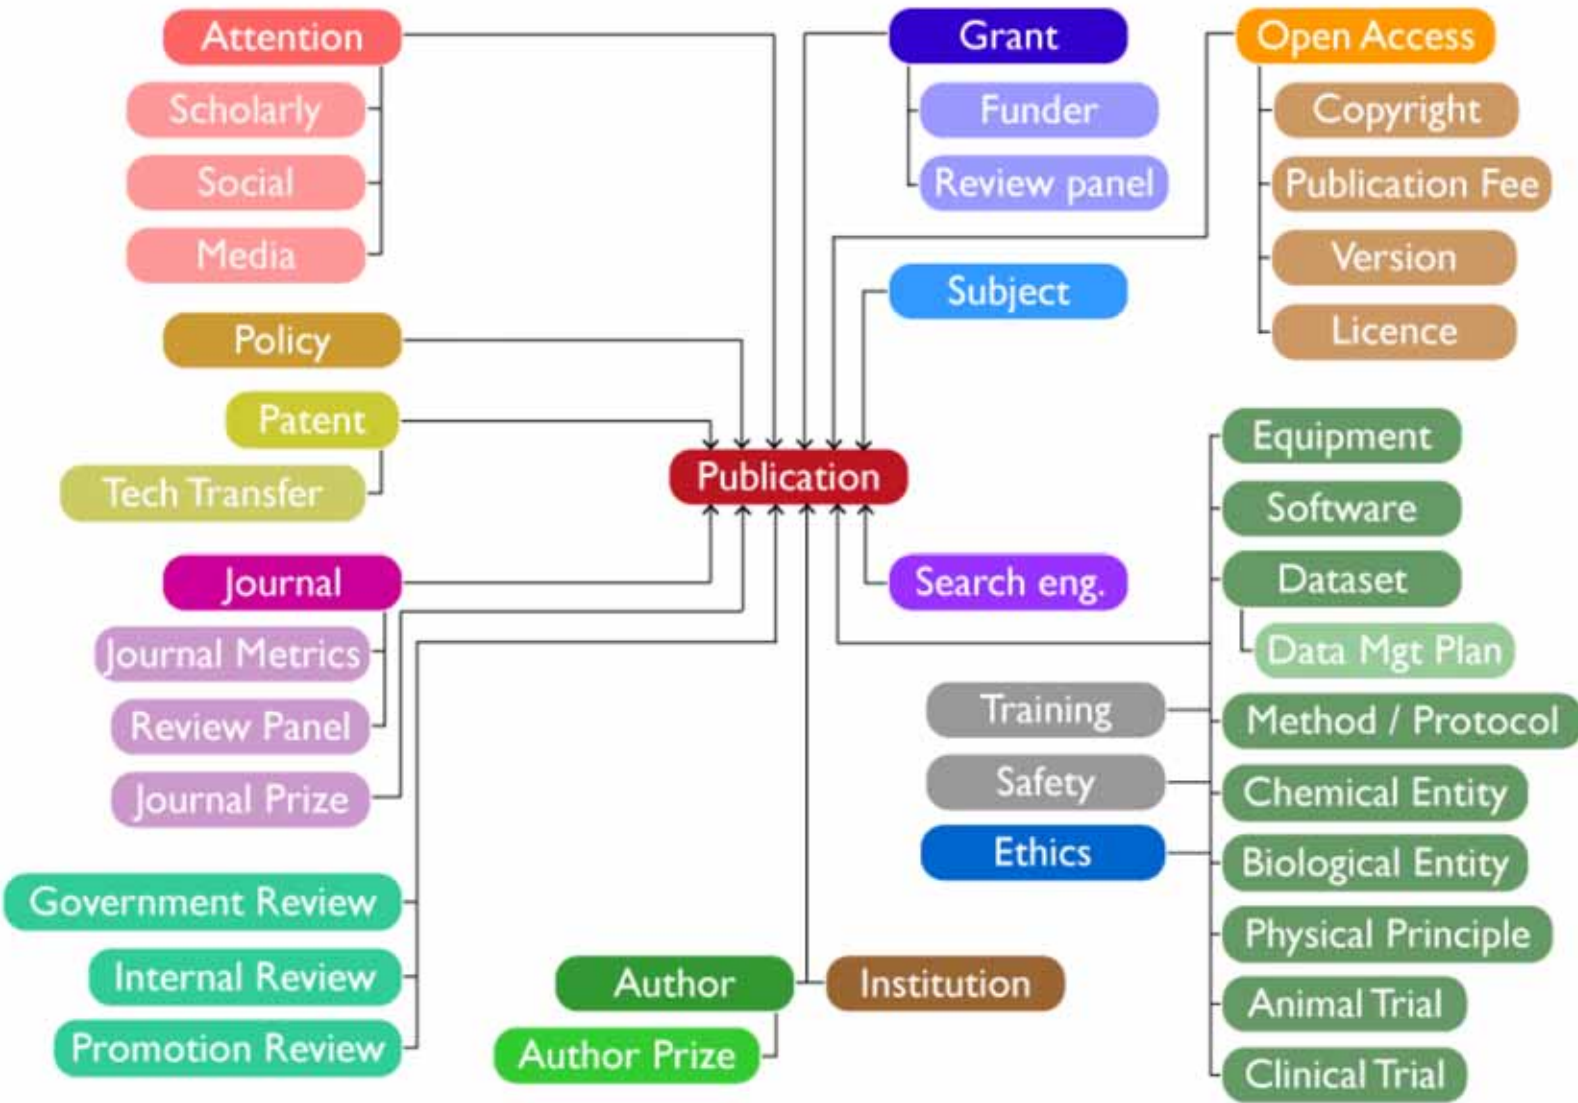 Attention
Scholarly
Social
Media
Policy
Patent
Tech Transfer
Journal
Journal Metrics
Review Panel
Journal Prize
Government Review
Internal Review
Promotion Review
Grant
Funder
Review panel
Subject
Publication
Search eng.
Training
Safety
Ethics
Author
Author Prize
Institution
Open Access
Copyright
Publication Fee
Version
Licence
Equipment
Software
Dataset
Data Mgt Plan
Method / Protocol
Chemical Entity
Biological Entity
Physical Principle
Animal Trial
Clinical Trial